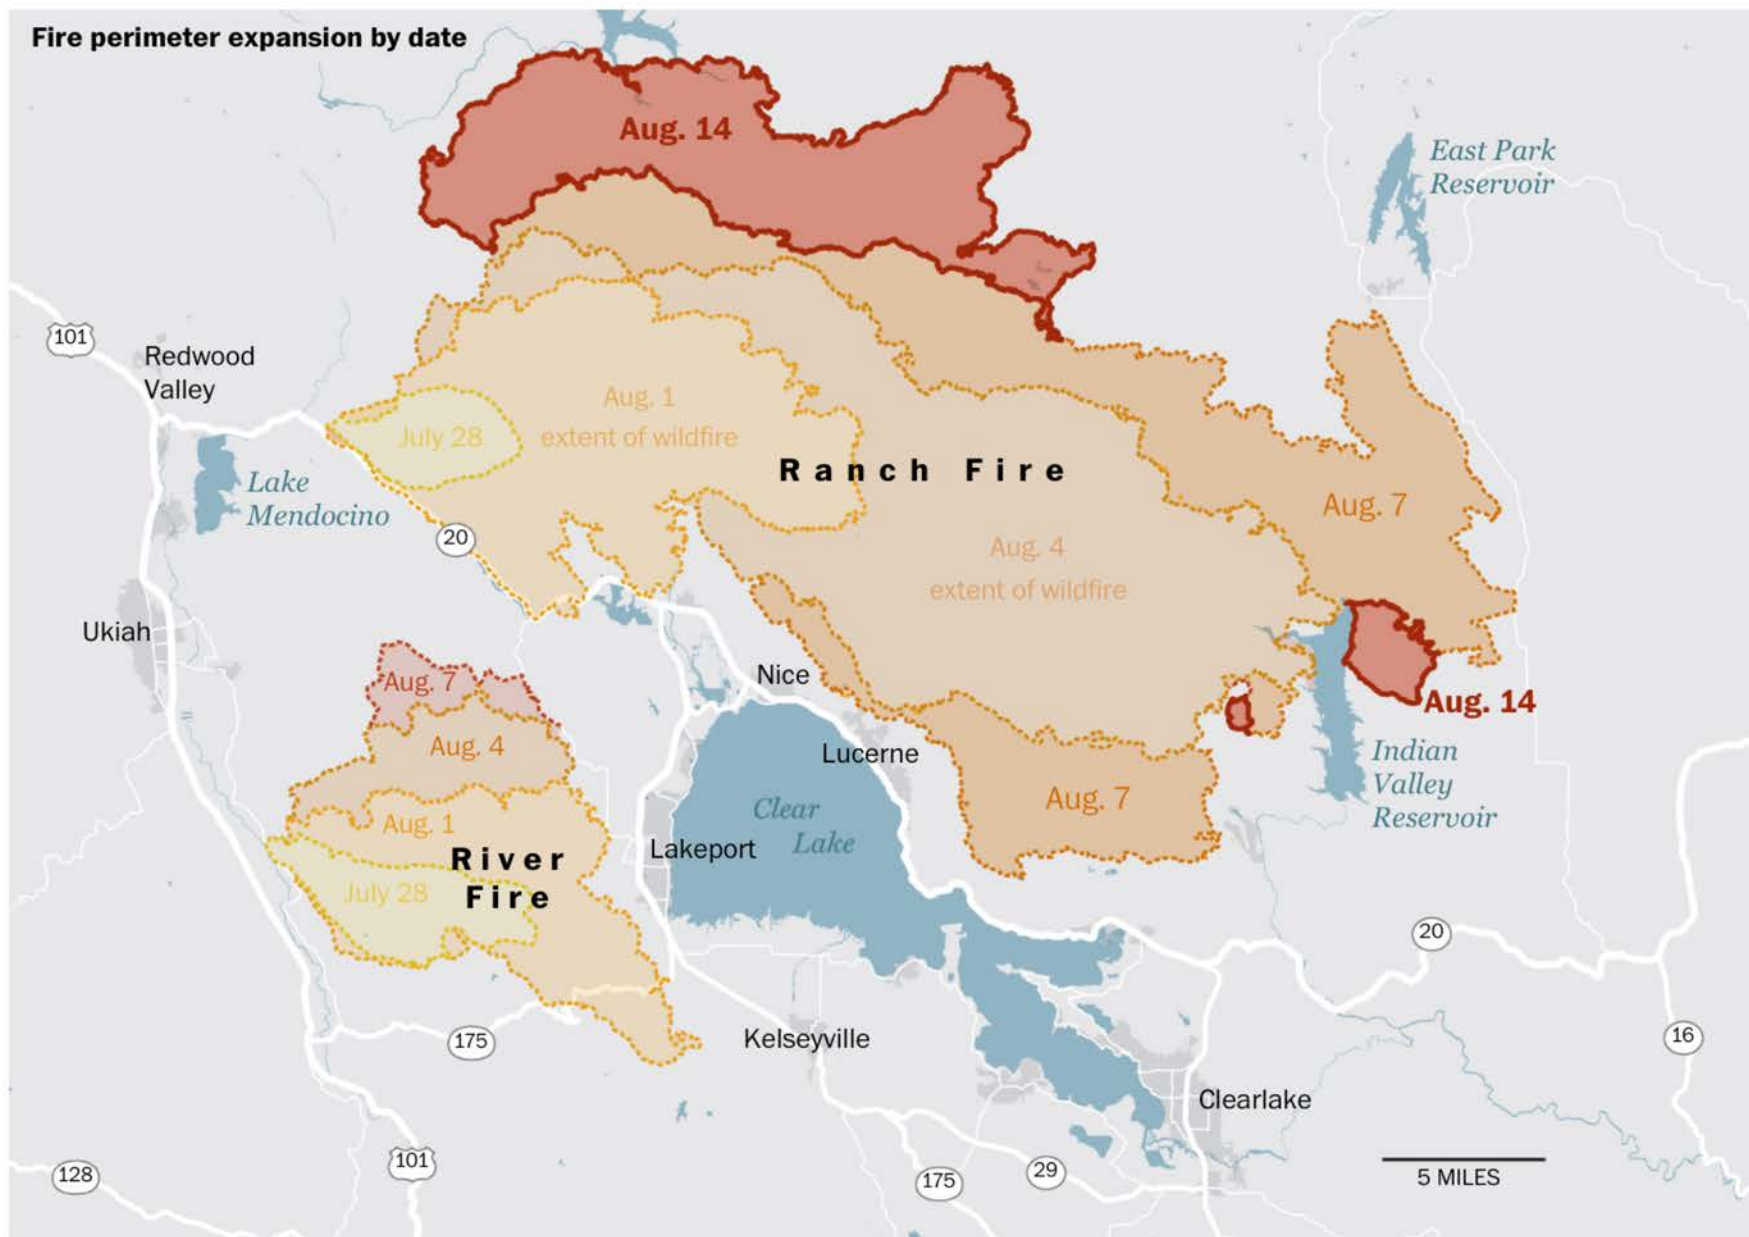 Fire perimeter expansion by date
Aug. 14
East Park
Reservoir
101
Redwood
Valley
Aug. 1
extent of wildfire
July 28
Ranch Fire
Lake
Mendocino
Aug. 7
20
Aug. 4
extent of wildfire
Ukiah
Nice
Aug. 7
Aug. 14
Aug. 4
Lucerne
Indian
Valley
Reservoir
Aug. 7
Clear
Lake
Aug. 1
River
Fire
Lakeport
July 28
20
175
Kelseyville
16
Clearlake
101
128
175
29
5 MILES